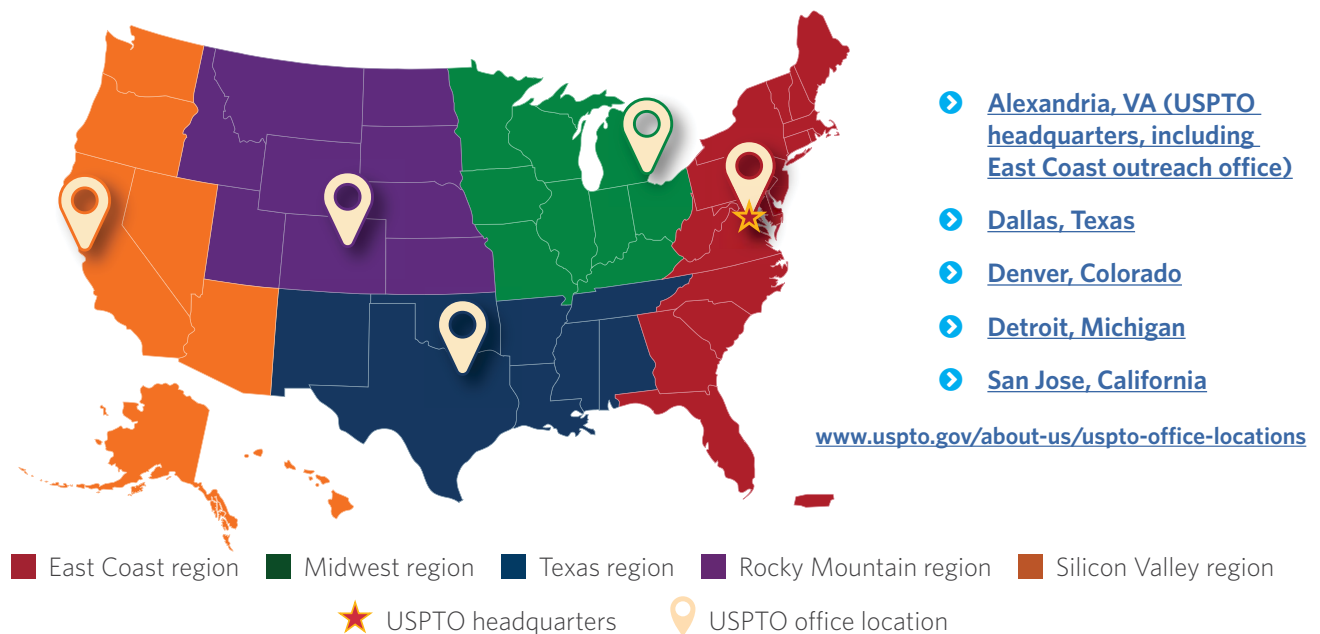 Alexandria, VA (USPTO
headquarters, including
East Coast outreach office)
Dallas, Texas
Denver, Colorado
Detroit, Michigan
San Jose, California
www.uspto.gov/about-us/uspto-office-locations
East Coast region
Midwest region
Texas region
Rocky Mountain region
Silicon Valley region
USPTO headquarters
USPTO office location